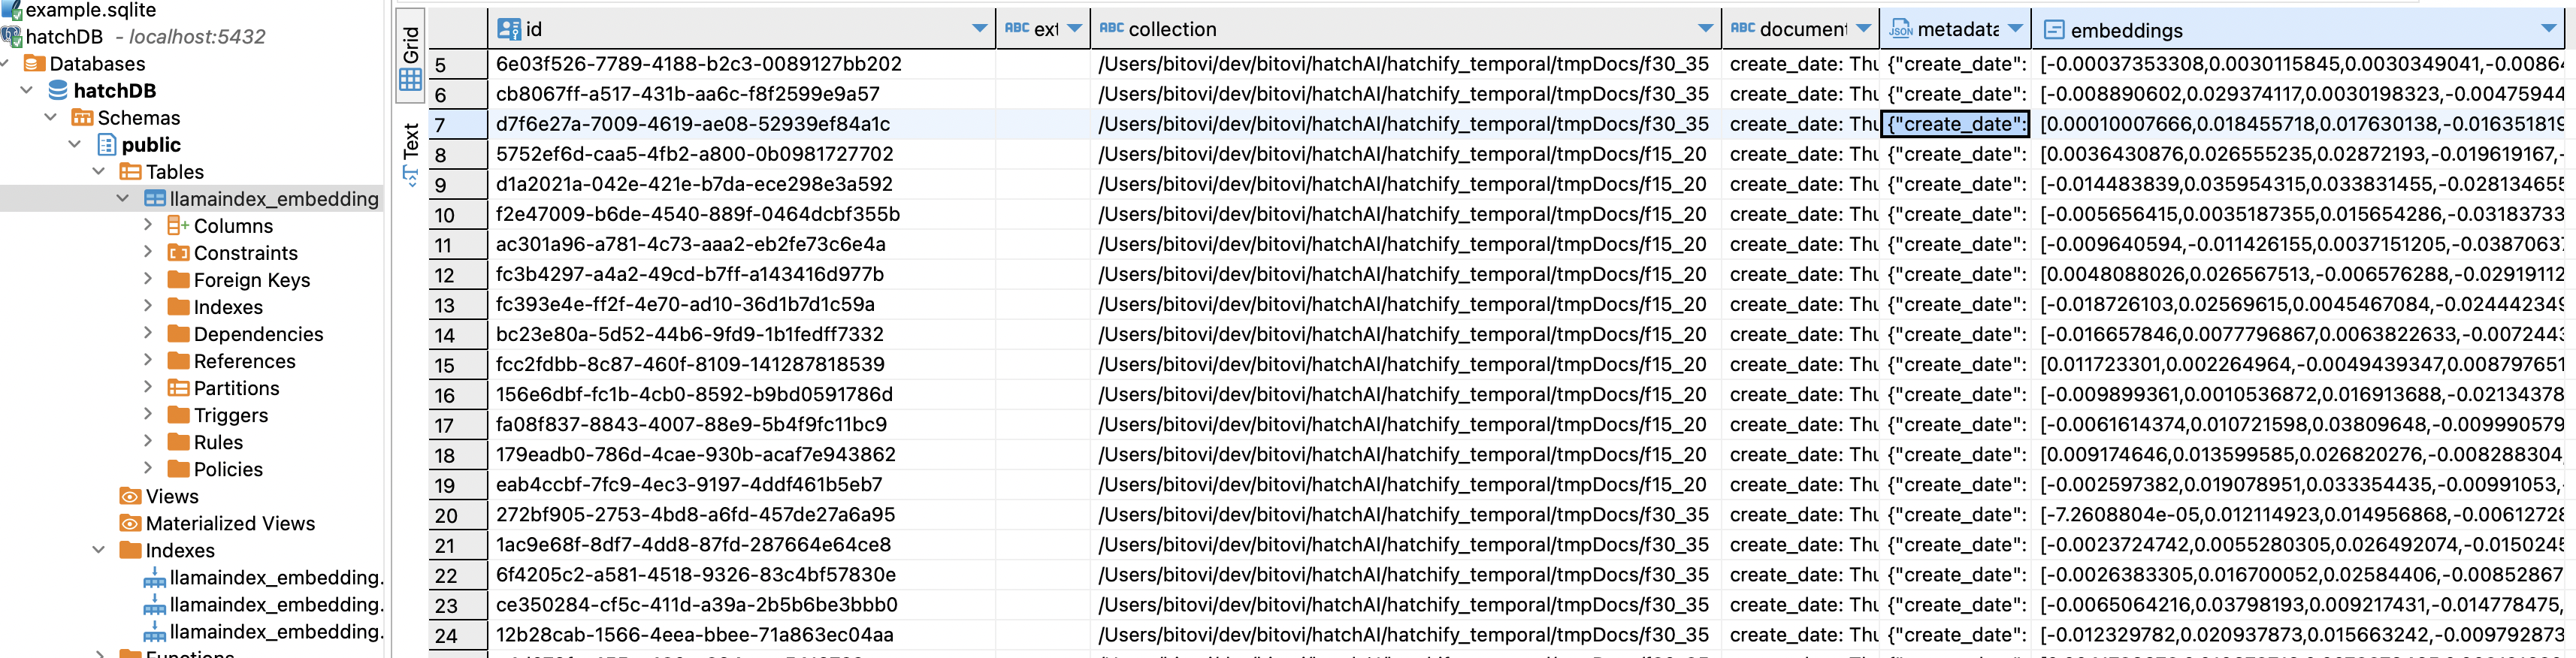 example.sqlite
hatchDB - localhost:5432
Databases
hatchDB
Schemas
public
Tables
llamaindex_embedding
Columns
Constraints
Foreign Keys
Indexes
Dependencies
References
Partitions
Triggers
Rules
Policies
Views
Materialized Views
Indexes
llamaindex_embedding.
llamaindex_embedding.
llamaindex_embedding.
Functions
Grid
Text
id ABC ext ABC collection ABC document JSON metadata embeddings
5 6e03f526-7789-4188-b2c3-0089127bb202 /Users/bitovi/dev/bitovi/hatchAI/hatchify_temporal/tmpDocs/f30_35 create_date: Thu {"create_date": [-0.00037353308,0.0030115845,0.0030349041,-0.00864
6 cb8067ff-a517-431b-aa6c-f8f2599e9a57 /Users/bitovi/dev/bitovi/hatchAI/hatchify_temporal/tmpDocs/f30_35 create_date: Thu {"create_date": [-0.008890602,0.029374117,0.0030198323,-0.00475944
7 d7f6e27a-7009-4619-ae08-52939ef84a1c /Users/bitovi/dev/bitovi/hatchAI/hatchify_temporal/tmpDocs/f30_35 create_date: Thu {"create_date": [0.00010007666,0.018455718,0.017630138,-0.016351819
8 5752ef6d-caa5-4fb2-a800-0b0981727702 /Users/bitovi/dev/bitovi/hatchAI/hatchify_temporal/tmpDocs/f15_20 create_date: Thu {"create_date": [0.0036430876,0.026555235,0.02872193,-0.019619167,-
9 d1a2021a-042e-421e-b7da-ece298e3a592 /Users/bitovi/dev/bitovi/hatchAI/hatchify_temporal/tmpDocs/f15_20 create_date: Thu {"create_date": [-0.014483839,0.035954315,0.033831455,-0.028134655
10 f2e47009-b6de-4540-889f-0464dcbf355b /Users/bitovi/dev/bitovi/hatchAI/hatchify_temporal/tmpDocs/f15_20 create_date: Thu {"create_date": [-0.005656415,0.0035187355,0.015654286,-0.03183733
11 ac301a96-a781-4c73-aaa2-eb2fe73c6e4a /Users/bitovi/dev/bitovi/hatchAI/hatchify_temporal/tmpDocs/f15_20 create_date: Thu {"create_date": [-0.009640594,-0.011426155,0.0037151205,-0.0387063
12 fc3b4297-a4a2-49cd-b7ff-a143416d977b /Users/bitovi/dev/bitovi/hatchAI/hatchify_temporal/tmpDocs/f15_20 create_date: Thu {"create_date": [0.0048088026,0.026567513,-0.006576288,-0.02919112
13 fc393e4e-ff2f-4e70-ad10-36d1b7d1c59a /Users/bitovi/dev/bitovi/hatchAI/hatchify_temporal/tmpDocs/f15_20 create_date: Thu {"create_date": [-0.018726103,0.02569615,0.0045467084,-0.024442349
14 bc23e80a-5d52-44b6-9fd9-1b1fedff7332 /Users/bitovi/dev/bitovi/hatchAI/hatchify_temporal/tmpDocs/f15_20 create_date: Thu {"create_date": [-0.016657846,0.0077796867,0.0063822633,-0.007244
15 fcc2fdbb-8c87-460f-8109-141287818539 /Users/bitovi/dev/bitovi/hatchAI/hatchify_temporal/tmpDocs/f15_20 create_date: Thu {"create_date": [0.011723301,0.002264964,-0.0049439347,0.008797651
16 156e6dbf-fc1b-4cb0-8592-b9bd0591786d /Users/bitovi/dev/bitovi/hatchAI/hatchify_temporal/tmpDocs/f15_20 create_date: Thu {"create_date": [-0.009899361,0.0010536872,0.016913688,-0.02134378
17 fa08f837-8843-4007-88e9-5b4f9fc11bc9 /Users/bitovi/dev/bitovi/hatchAI/hatchify_temporal/tmpDocs/f15_20 create_date: Thu {"create_date": [-0.0061614374,0.010721598,0.03809648,-0.009990579
18 179eadb0-786d-4cae-930b-acaf7e943862 /Users/bitovi/dev/bitovi/hatchAI/hatchify_temporal/tmpDocs/f15_20 create_date: Thu {"create_date": [0.009174646,0.013599585,0.026820276,-0.008288304,
19 eab4ccbf-7fc9-4ec3-9197-4ddf461b5eb7 /Users/bitovi/dev/bitovi/hatchAI/hatchify_temporal/tmpDocs/f15_20 create_date: Thu {"create_date": [-0.002597382,0.019078951,0.033354435,-0.00991053,
20 272bf905-2753-4bd8-a6fd-457de27a6a95 /Users/bitovi/dev/bitovi/hatchAI/hatchify_temporal/tmpDocs/f30_35 create_date: Thu {"create_date": [-7.2608804e-05,0.012114923,0.014956868,-0.00612728
21 1ac9e68f-8df7-4dd8-87fd-287664e64ce8 /Users/bitovi/dev/bitovi/hatchAI/hatchify_temporal/tmpDocs/f30_35 create_date: Thu {"create_date": [-0.0023724742,0.0055280305,0.026492074,-0.0150245
22 6f4205c2-a581-4518-9326-83c4bf57830e /Users/bitovi/dev/bitovi/hatchAI/hatchify_temporal/tmpDocs/f30_35 create_date: Thu {"create_date": [-0.0026383305,0.016700052,0.02584406,-0.00852867
23 ce350284-cf5c-411d-a39a-2b5b6be3bbb0 /Users/bitovi/dev/bitovi/hatchAI/hatchify_temporal/tmpDocs/f30_35 create_date: Thu {"create_date": [-0.0065064216,0.03798193,0.009217431,-0.014778475,
24 12b28cab-1566-4eea-bbee-71a863ec04aa /Users/bitovi/dev/bitovi/hatchAI/hatchify_temporal/tmpDocs/f30_35 create_date: Thu {"create_date": [-0.012329782,0.020937873,0.015663242,-0.009792873